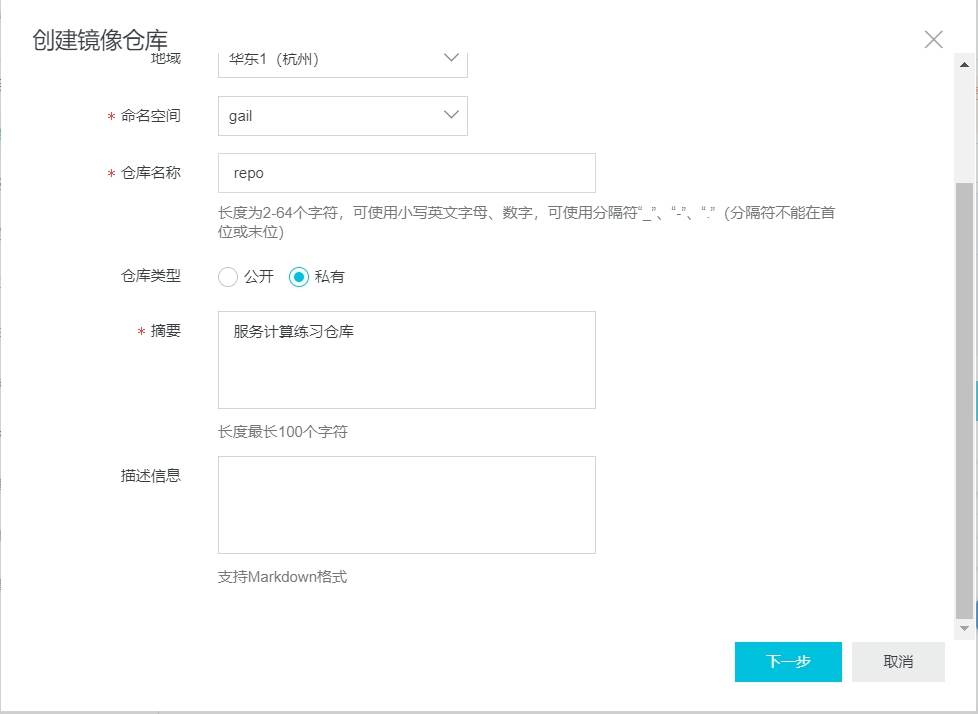 创建镜像仓库
地域 华东1（杭州）
* 命名空间 gail
* 仓库名称 repo
长度为2-64个字符，可使用小写英文字母、数字，可使用分隔符“_”、“-”、“.”（分隔符不能在首
位或末位）
仓库类型 公开 私有
* 摘要 服务计算练习仓库
长度最长100个字符
描述信息
支持Markdown格式
下一步 取消